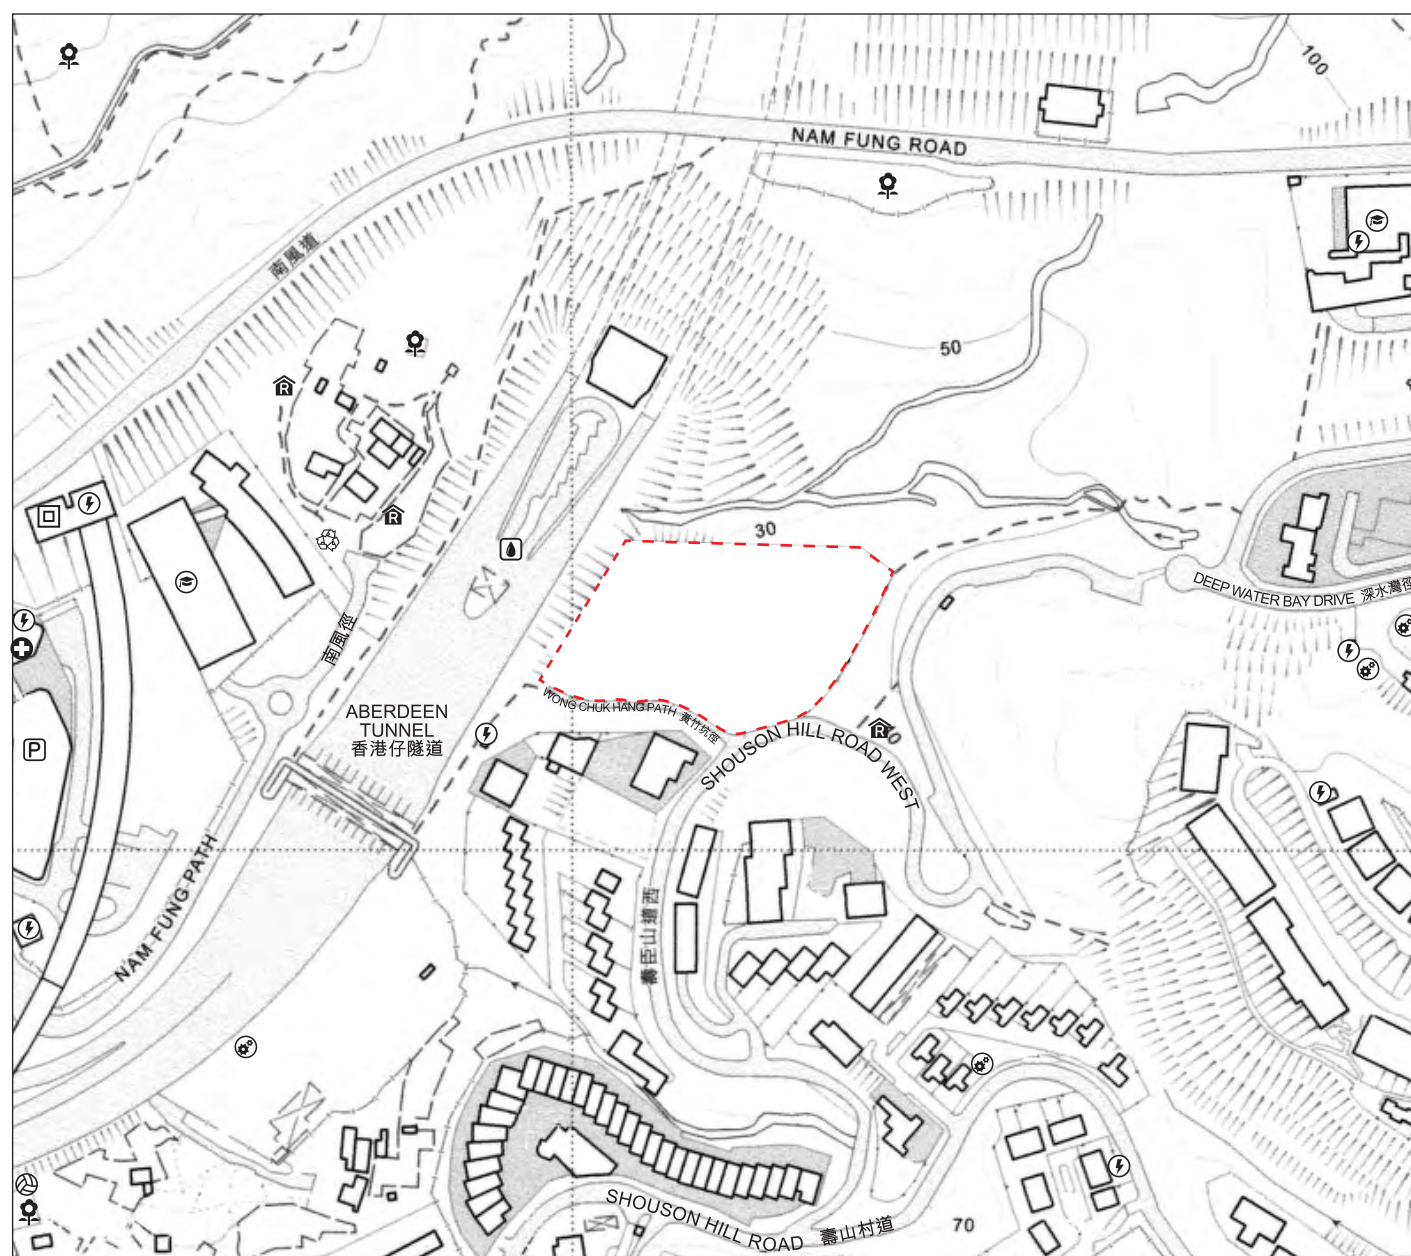 100
NAM FUNG ROAD
南風道
50
R
30
R
DEEP WATER BAY DRIVE 深水灣徑
南風徑
WONG CHUK HANG PATH 黃竹坑徑
ABERDEEN
TUNNEL
香港仔隧道
P
R
SHOUSON HILL ROAD WEST
NAM FUNG PATH
壽臣山道西
SHOUSON HILL ROAD 壽山村道
70